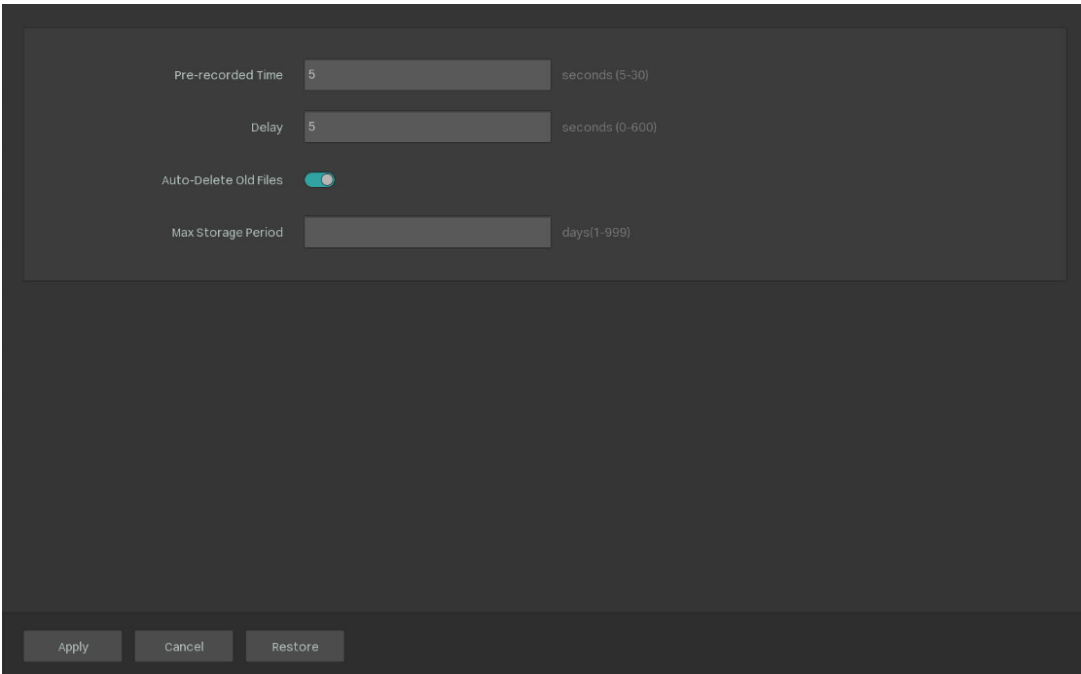 Pre-recorded Time 5 seconds (5-30)
Delay 5 seconds (0-600)
Auto-Delete Old Files
Max Storage Period days(1-999)
Apply Cancel Restore